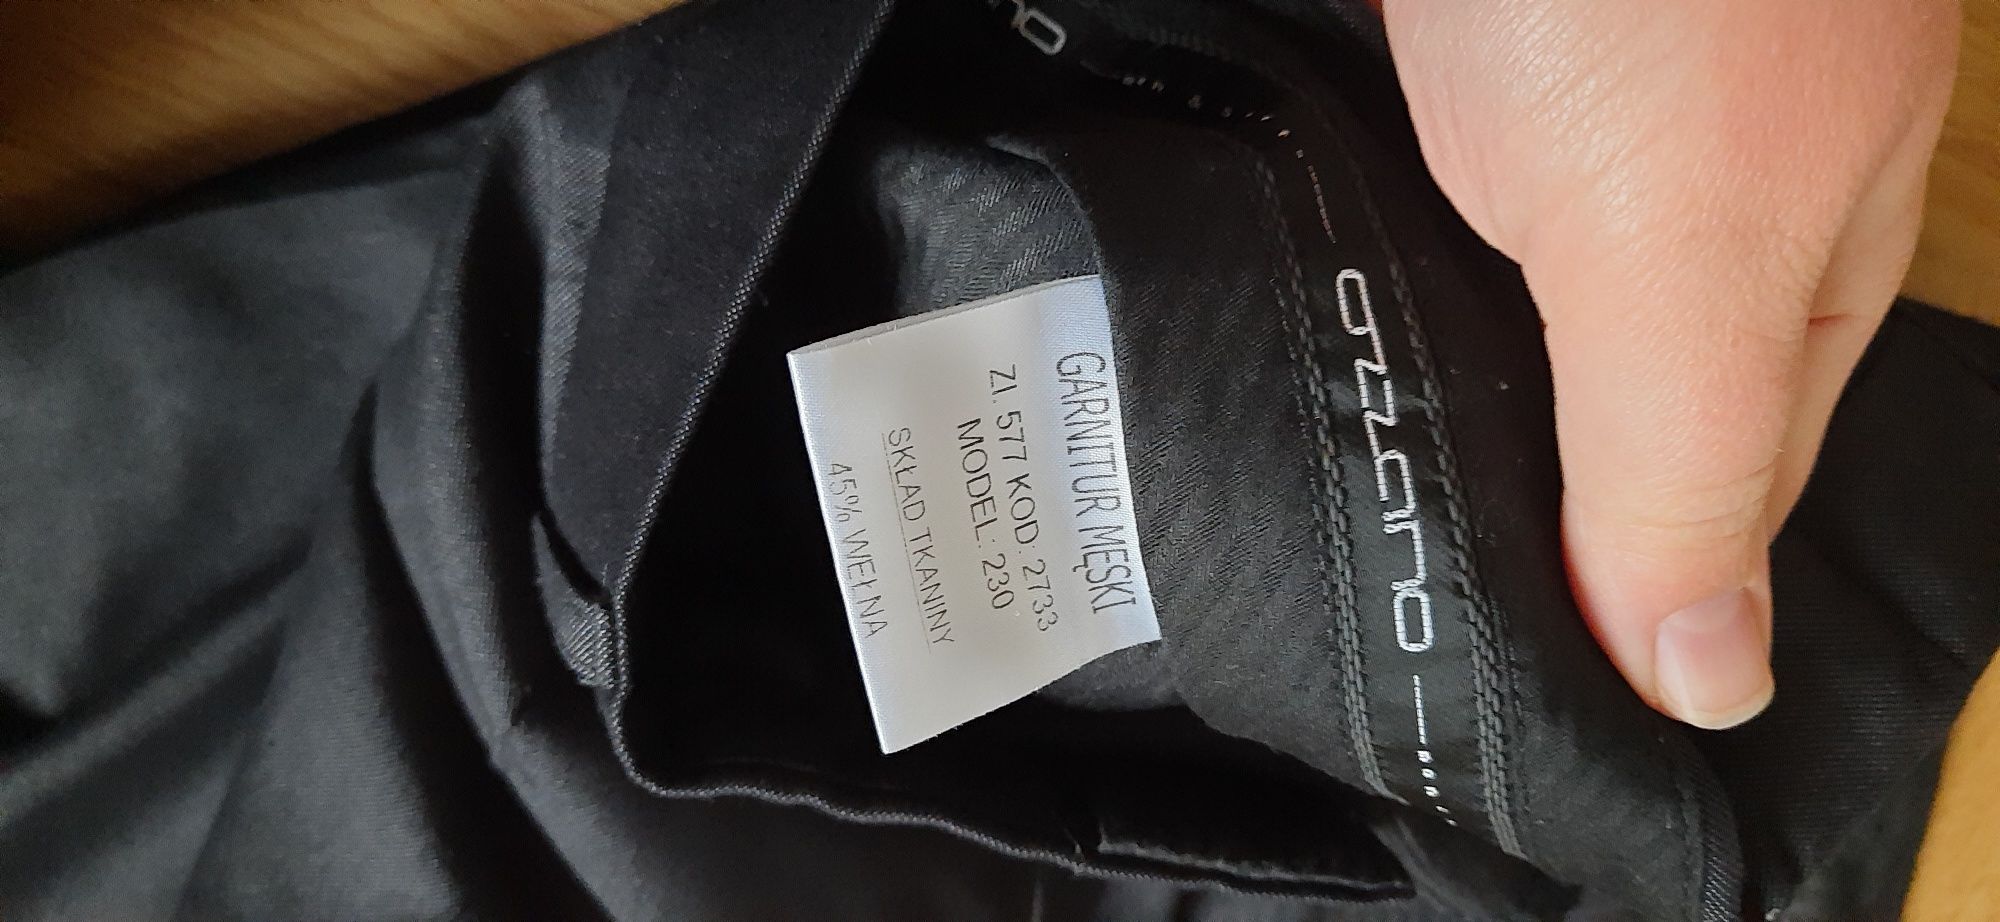 GARNITUR MĘSKI
Zl. 577 KOD: 2733
MODEL: 230
SKŁAD TKANINY
45% WEŁNA